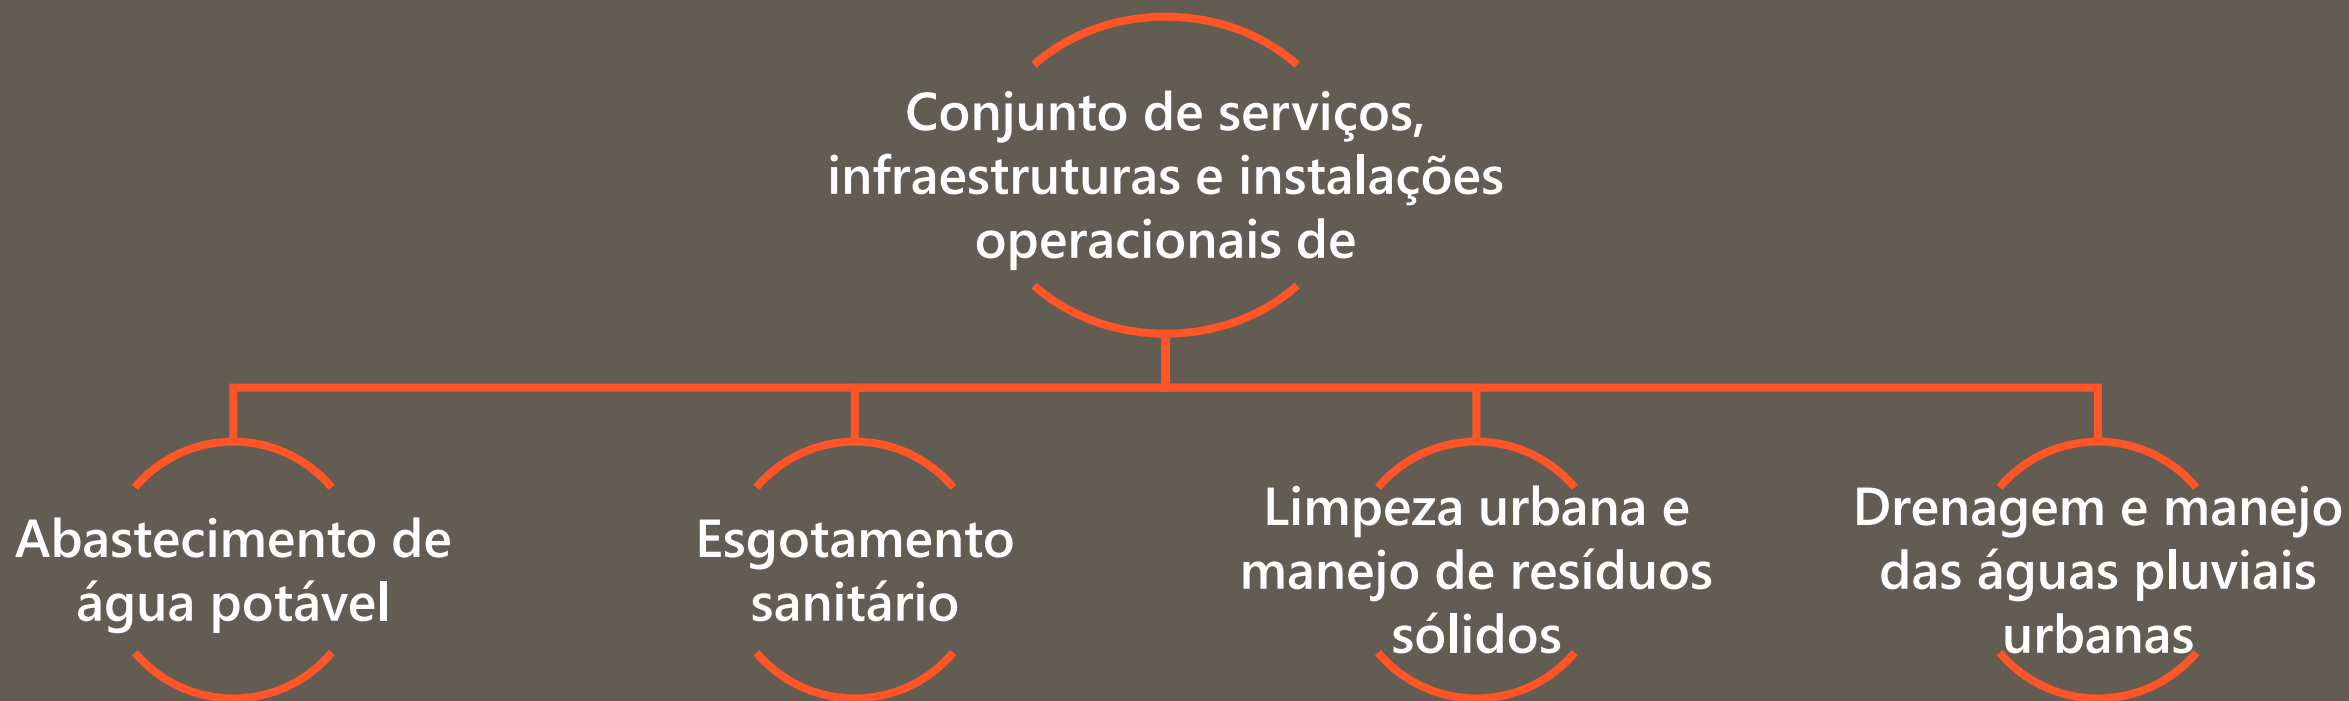 Conjunto de serviços,
infraestruturas e instalações
operacionais de
Abastecimento de
água potável
Esgotamento
sanitário
Limpeza urbana e
manejo de resíduos
sólidos
Drenagem e manejo
das águas pluviais
urbanas